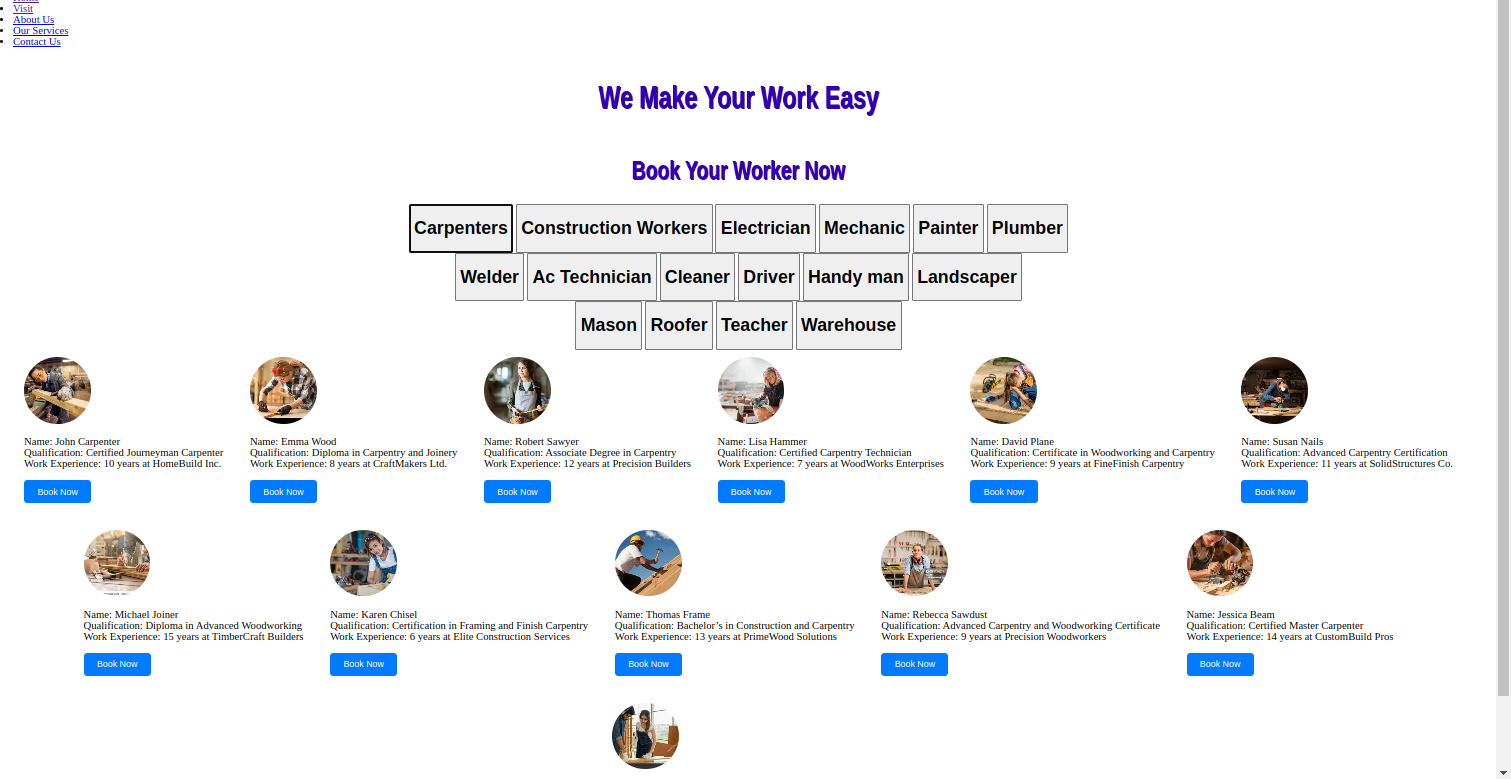 Visit
About Us
Our Services
Contact Us
We Make Your Work Easy
Book Your Worker Now
Carpenters Construction Workers Electrician Mechanic Painter Plumber
Welder Ac Technician Cleaner Driver Handy man Landscaper
Mason Roofer Teacher Warehouse
Name: John Carpenter
Qualification: Certified Journeyman Carpenter
Work Experience: 10 years at HomeBuild Inc.
Book Now
Name: Emma Wood
Qualification: Diploma in Carpentry and Joinery
Work Experience: 8 years at CraftMakers Ltd.
Book Now
Name: Robert Sawyer
Qualification: Associate Degree in Carpentry
Work Experience: 12 years at Precision Builders
Book Now
Name: Lisa Hammer
Qualification: Certified Carpentry Technician
Work Experience: 7 years at WoodWorks Enterprises
Book Now
Name: David Plane
Qualification: Certificate in Woodworking and Carpentry
Work Experience: 9 years at FineFinish Carpentry
Book Now
Name: Susan Nails
Qualification: Advanced Carpentry Certification
Work Experience: 11 years at SolidStructures Co.
Book Now
Name: Michael Joiner
Qualification: Diploma in Advanced Woodworking
Work Experience: 15 years at TimberCraft Builders
Book Now
Name: Karen Chisel
Qualification: Certification in Framing and Finish Carpentry
Work Experience: 6 years at Elite Construction Services
Book Now
Name: Thomas Frame
Qualification: Bachelor’s in Construction and Carpentry
Work Experience: 13 years at PrimeWood Solutions
Book Now
Name: Rebecca Sawdust
Qualification: Advanced Carpentry and Woodworking Certificate
Work Experience: 9 years at Precision Woodworkers
Book Now
Name: Jessica Beam
Qualification: Certified Master Carpenter
Work Experience: 14 years at CustomBuild Pros
Book Now